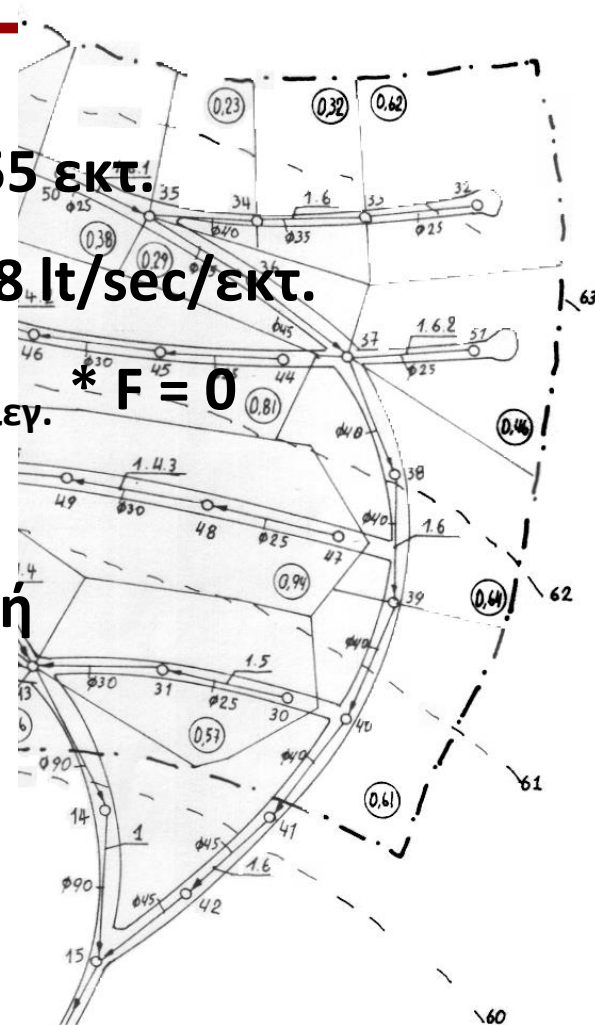 0,23 0,32 0,62
55 εκτ.
35 34 1.6 33 32
50 φ25 φ40 φ35 φ25
0,38 0,29 36
8 lt/sec/εκτ.
63
φ45 37 1.6.2 51
46 φ30 45 44 φ25
* F = 0
0,81 0,46
φ40 38
1.4.3
49 φ30 48 φ25 47 φ40 1.6
0,94 0,64 39 62
ή
φ30 31 1.5 φ40
φ25 30 40
0,57 φ40
φ90 61
0,61
14 41
1 φ45 1.6
φ90 φ45 42
15
60